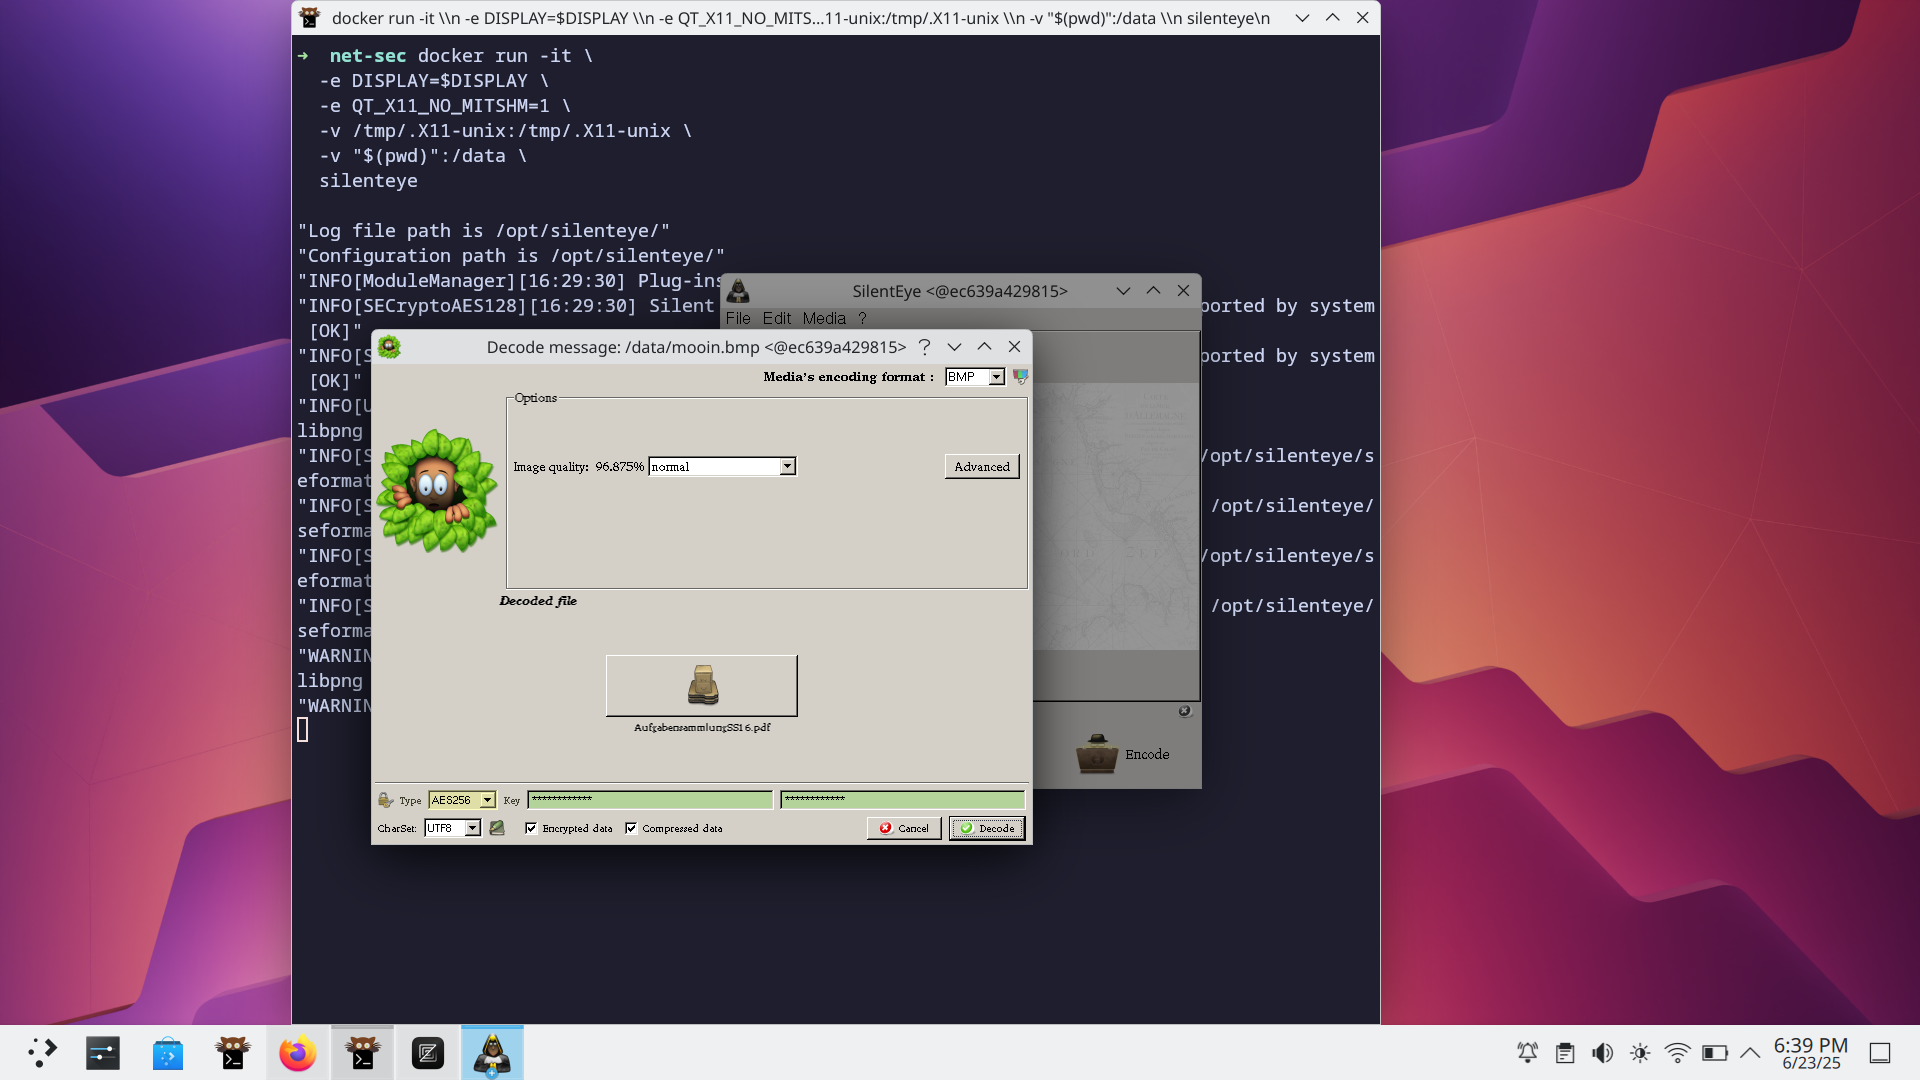 docker run -it \\n -e DISPLAY=$DISPLAY \\n -e QT_X11_NO_MITS...11-unix:/tmp/.X11-unix \\n -v "$(pwd)":/data \\n silenteye\n
→ net-sec docker run -it \
-e DISPLAY=$DISPLAY \
-e QT_X11_NO_MITSHM=1 \
-v /tmp/.X11-unix:/tmp/.X11-unix \
-v "$(pwd)":/data \
silenteye
"Log file path is /opt/silenteye/"
"Configuration path is /opt/silenteye/"
"INFO[ModuleManager][16:29:30] Plug-ins
"INFO[SECryptoAES128][16:29:30] Silent
ported by system
[OK]"
"INFO[S
ported by system
[OK]"
"INFO[U
libpng
"INFO[S
/opt/silenteye/s
eformat
"INFO[S
/opt/silenteye/
seforma
"INFO[S
/opt/silenteye/s
eformat
"INFO[S
/opt/silenteye/
seforma
"WARNIN
libpng
"WARNIN
SilentEye <@ec639a429815>
File Edit Media ?
Encode
Decode message: /data/mooin.bmp <@ec639a429815>
Media's encoding format : BMP
Options
Image quality: 96.875% normal
Advanced
Decoded file
AufgabensammlungSS16.pdf
Type AES256 Key ************ ************
CharSet: UTF8 Encrypted data Compressed data Cancel Decode
6:39 PM
6/23/25